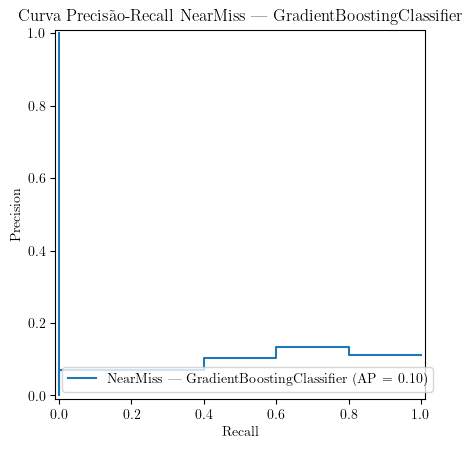 Curva Precisão-Recall NearMiss — GradientBoostingClassifier
1.0
0.8
0.6
0.4
0.2
0.0
Precision
NearMiss — GradientBoostingClassifier (AP = 0.10)
0.0 0.2 0.4 0.6 0.8 1.0
Recall